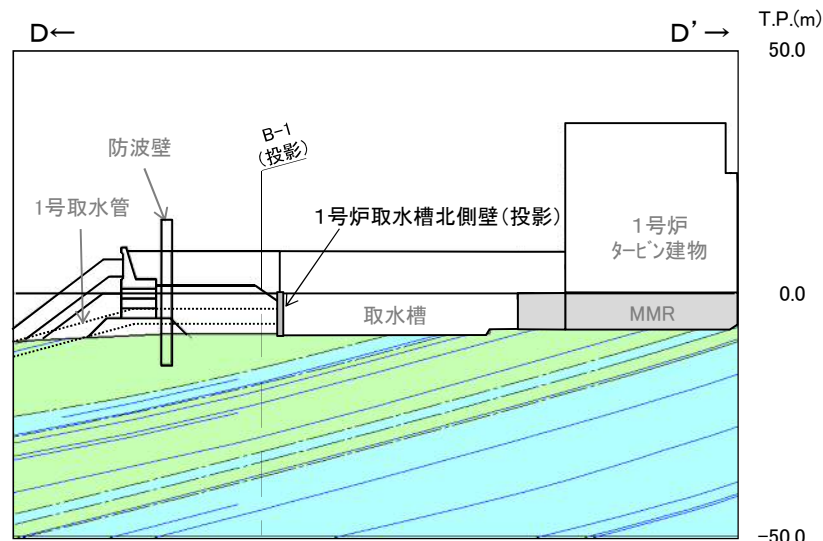 T.P.(m)
D←
D’→
50.0
B-1
(投影)
防波壁
1号取水管
1号炉取水槽北側壁(投影)
1号炉
タービン建物
0.0
取水槽
MMR
-50.0